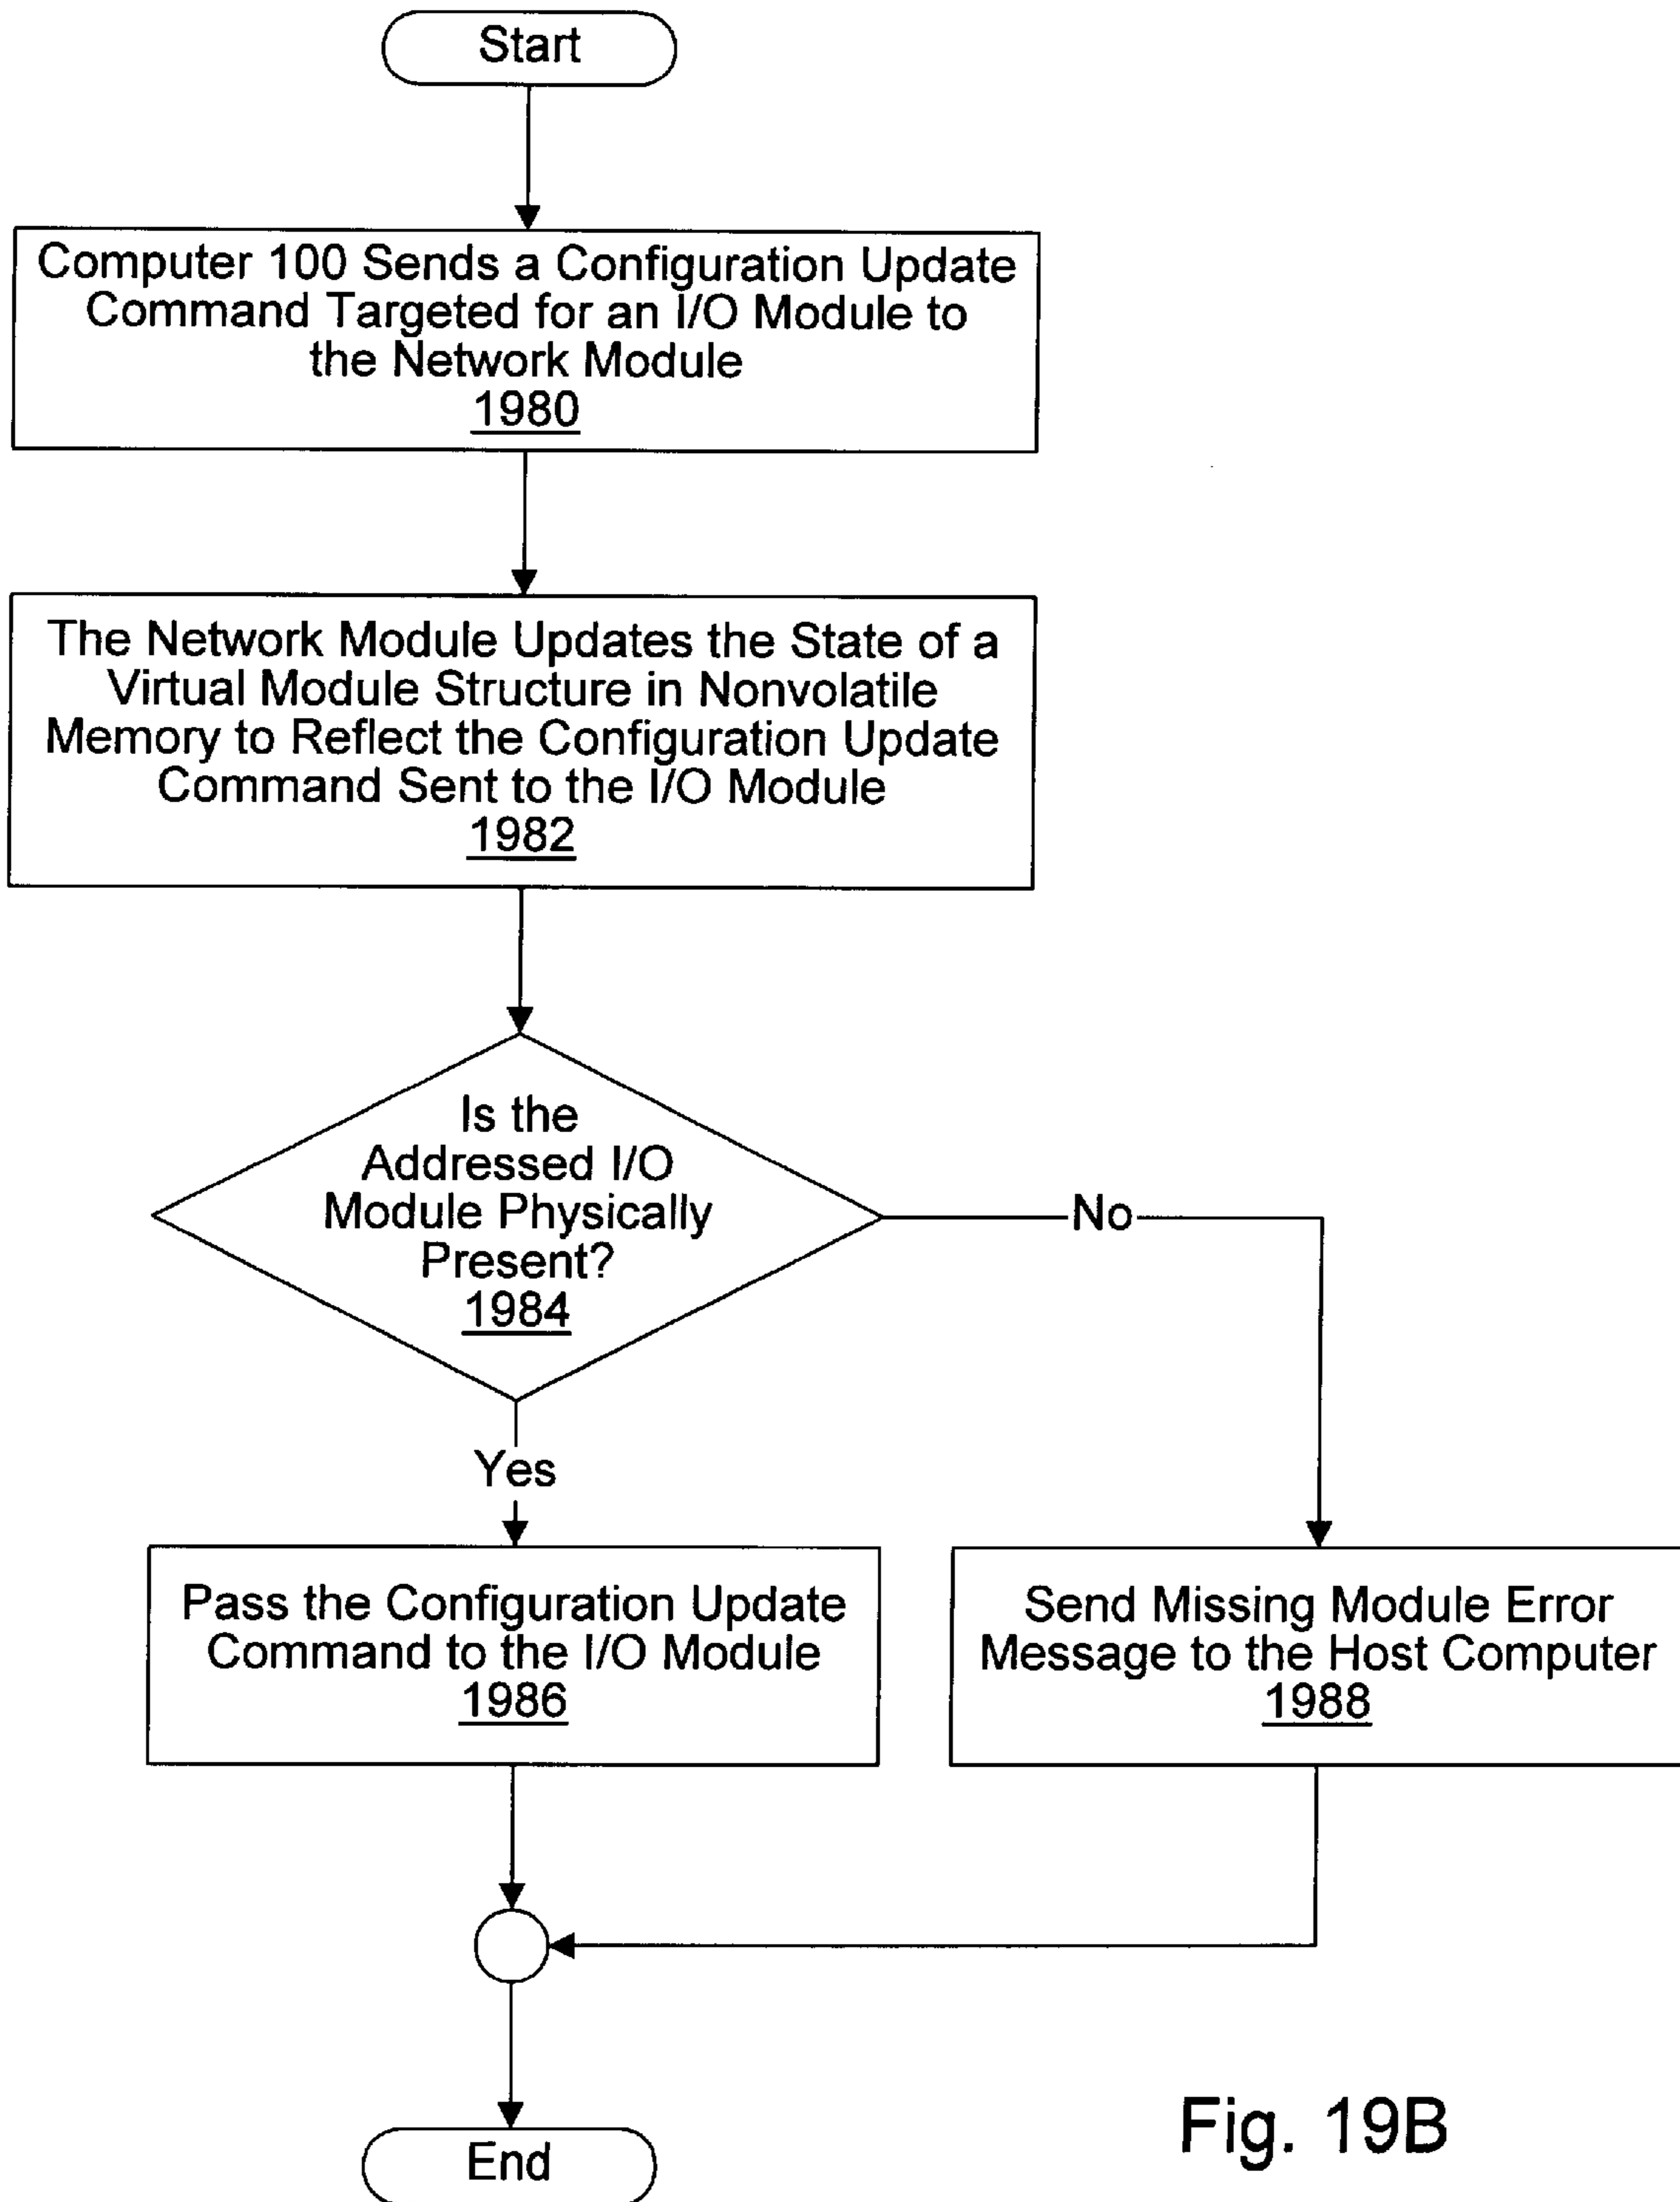 Start
Computer 100 Sends a Configuration Update
Command Targeted for an I/O Module to
the Network Module
1980
The Network Module Updates the State of a
Virtual Module Structure in Nonvolatile
Memory to Reflect the Configuration Update
Command Sent to the I/O Module
1982
Is the
Addressed I/O
Module Physically
Present?
1984
No
Yes
Pass the Configuration Update
Command to the I/O Module
1986
Send Missing Module Error
Message to the Host Computer
1988
End
Fig. 19B